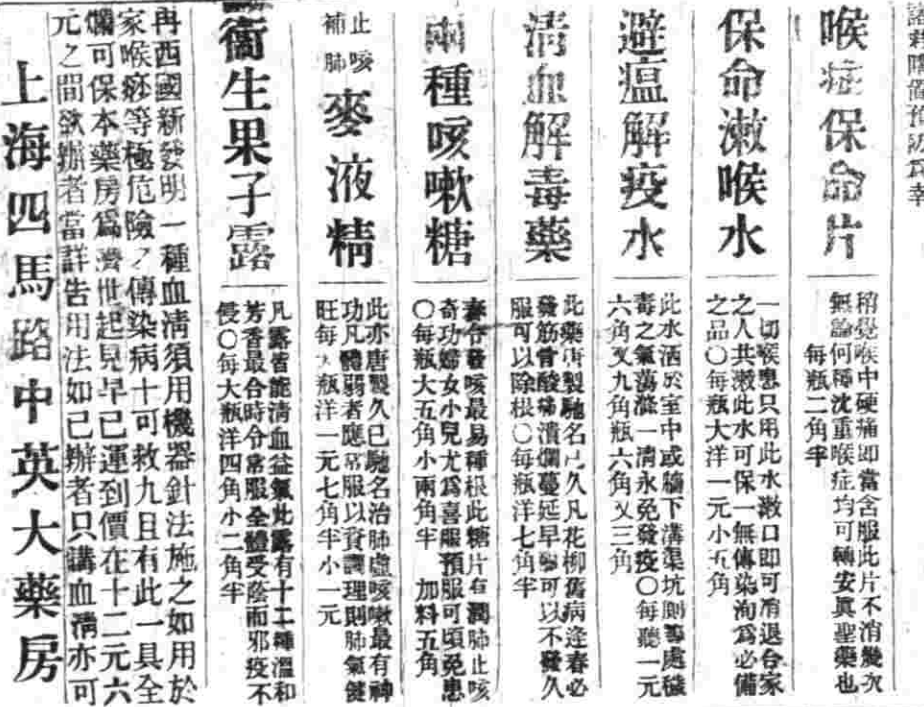 喉症保命片
稍覺喉中硬痛即當含服此片不消幾次
無論何種沈重喉症均可轉安眞聖藥也
每瓶二角半
保命漱喉水
一切喉患只用此水漱口即可消退合家
之人共漱此水可保一無傳染洵爲必備
之品〇每瓶大洋一元小五角
避瘟解疫水
此水洒於室中或牆下溝渠坑厠等處穢
毒之氣蕩滌一清永免發疫〇每聽一元
六角又九角瓶六角又三角
清血解毒藥
此藥唐製馳名已久凡花柳舊病逢春必
發筋骨酸痛潰爛蔓延早服可以不發久
服可以除根〇每瓶洋七角半
兩種咳嗽糖
春令發咳最易種根此糖片有潤肺止咳
奇功婦女小兒尤爲喜服預服可頃免患
〇每瓶大五角小兩角半 加料五角
止咳
補肺
麥液精
此亦唐製久已馳名治肺虛咳嗽最有神
功凡體弱者應常服以資調理則肺氣健
旺每大瓶洋一元七角半小一元
衞生果子露
凡露皆能清血益氣此露有十二種溫和
芳香最合時令常服全體受蔭而邪疫不
侵〇每大瓶洋四角小二角半
再西國新發明一種血清須用機器針法施之如用於
家喉痧等極危險之傳染病十可救九且有此一具全
爛可保本藥房爲濟世起見早已運到價在十二元六
元之間欲辦者當詳告用法如已辦者只購血清亦可
上海四馬路中英大藥房